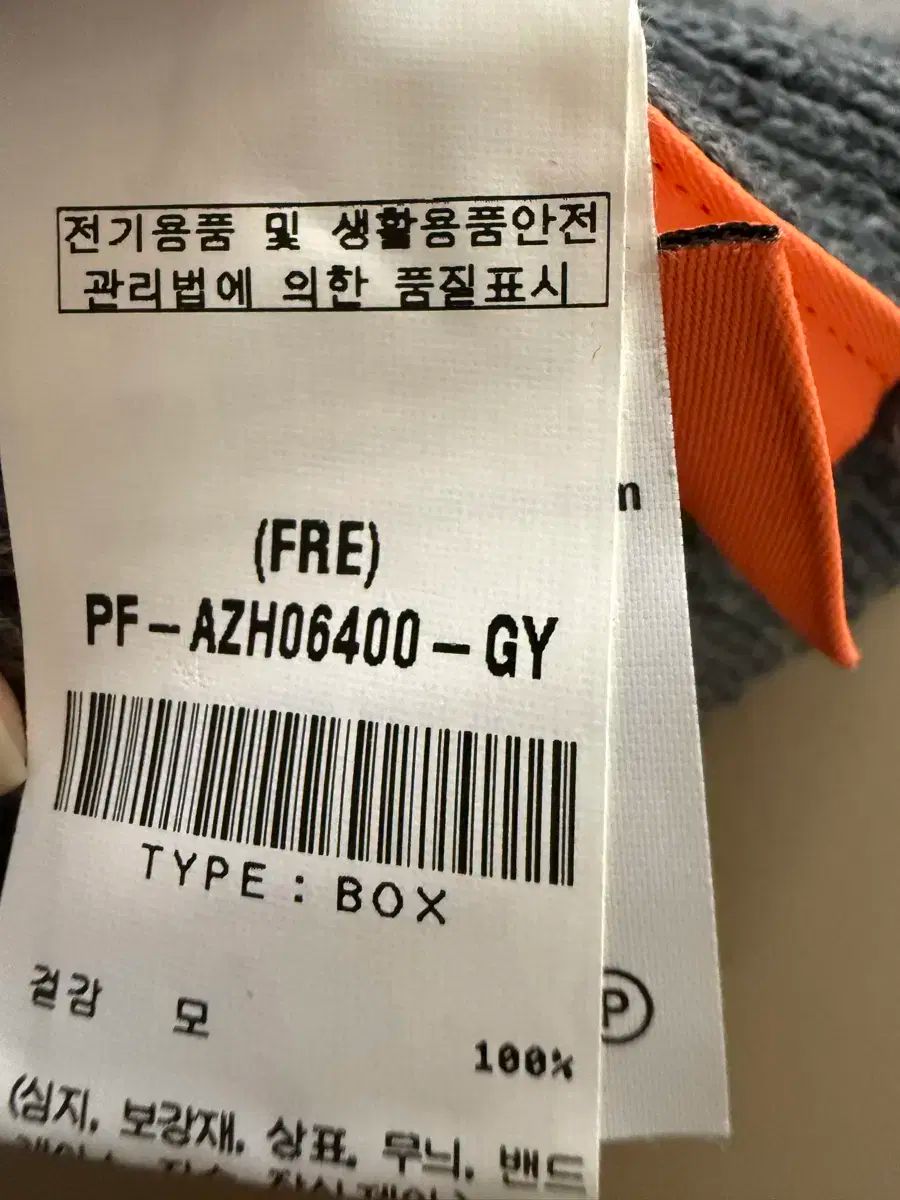 전기용품 및 생활용품안전
관리법에 의한 품질표시
(FRE)
PF-AZH06400-GY
TYPE : BOX
겉감 모 100%
(심지, 보강재, 상표, 무늬, 밴드
n
P